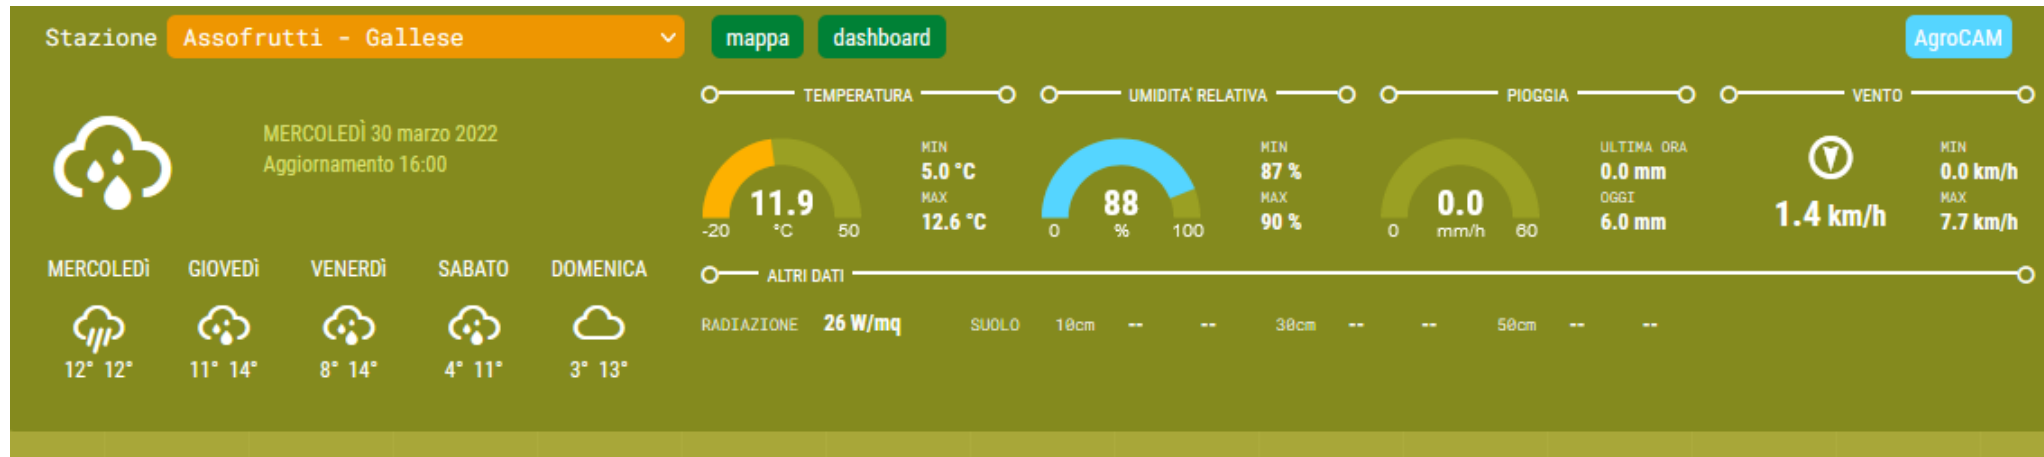 Stazione Assofrutti - Gallese mappa dashboard AgroCAM
MERCOLEDÌ 30 marzo 2022
Aggiornamento 16:00
MERCOLEDÌ GIOVEDÌ VENERDÌ SABATO DOMENICA
12° 12° 11° 14° 8° 14° 4° 11° 3° 13°
TEMPERATURA
11.9
-20 °C 50
MIN
5.0 °C
MAX
12.6 °C
UMIDITA' RELATIVA
88
0 % 100
MIN
87 %
MAX
90 %
PIOGGIA
0.0
0 mm/h 60
ULTIMA ORA
0.0 mm
OGGI
6.0 mm
VENTO
1.4 km/h
MIN
0.0 km/h
MAX
7.7 km/h
ALTRI DATI
RADIAZIONE 26 W/mq SUOLO 10cm -- -- 30cm -- -- 50cm -- --